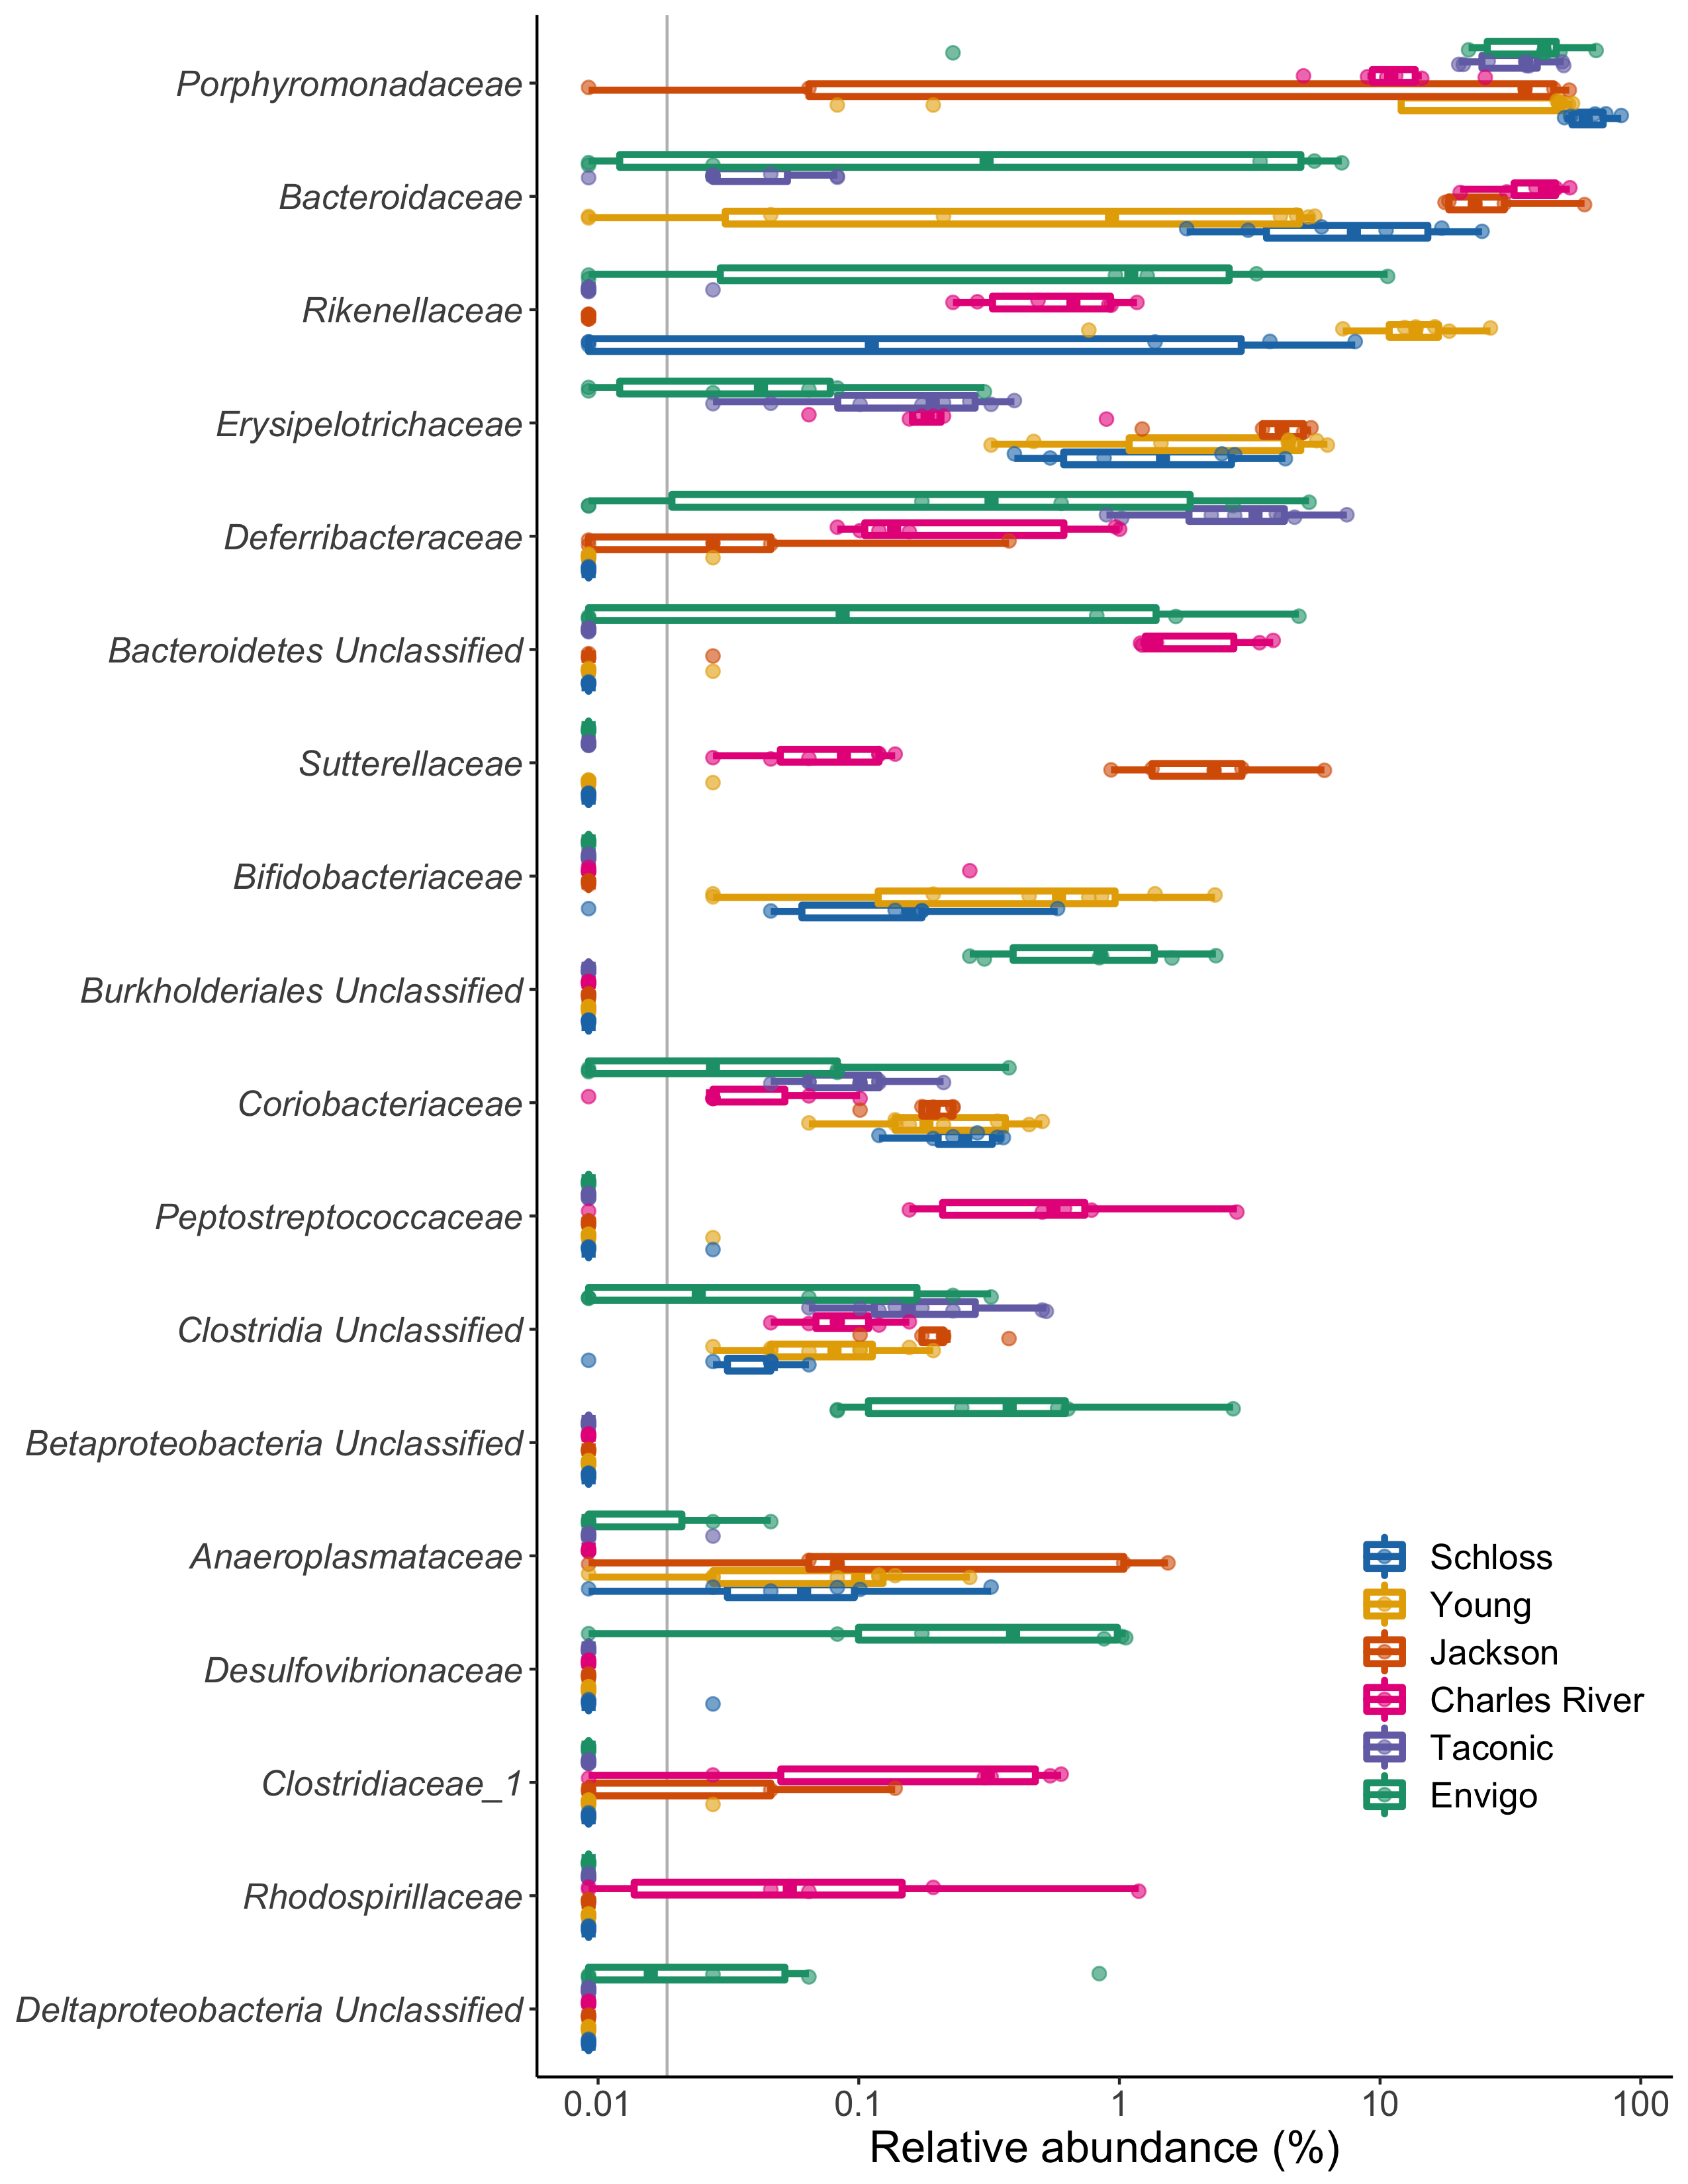 Porphyromonadaceae
Bacteroidaceae
Rikenellaceae
Erysipelotrichaceae
Deferribacteraceae
Bacteroidetes Unclassified
Sutterellaceae
Bifidobacteriaceae
Burkholderiales Unclassified
Coriobacteriaceae
Peptostreptococcaceae
Clostridia Unclassified
Betaproteobacteria Unclassified
Anaeroplasmataceae
Desulfovibrionaceae
Clostridiaceae_1
Rhodospirillaceae
Deltaproteobacteria Unclassified
Schloss
Young
Jackson
Charles River
Taconic
Envigo
0.01 0.1 1 10 100
Relative abundance (%)